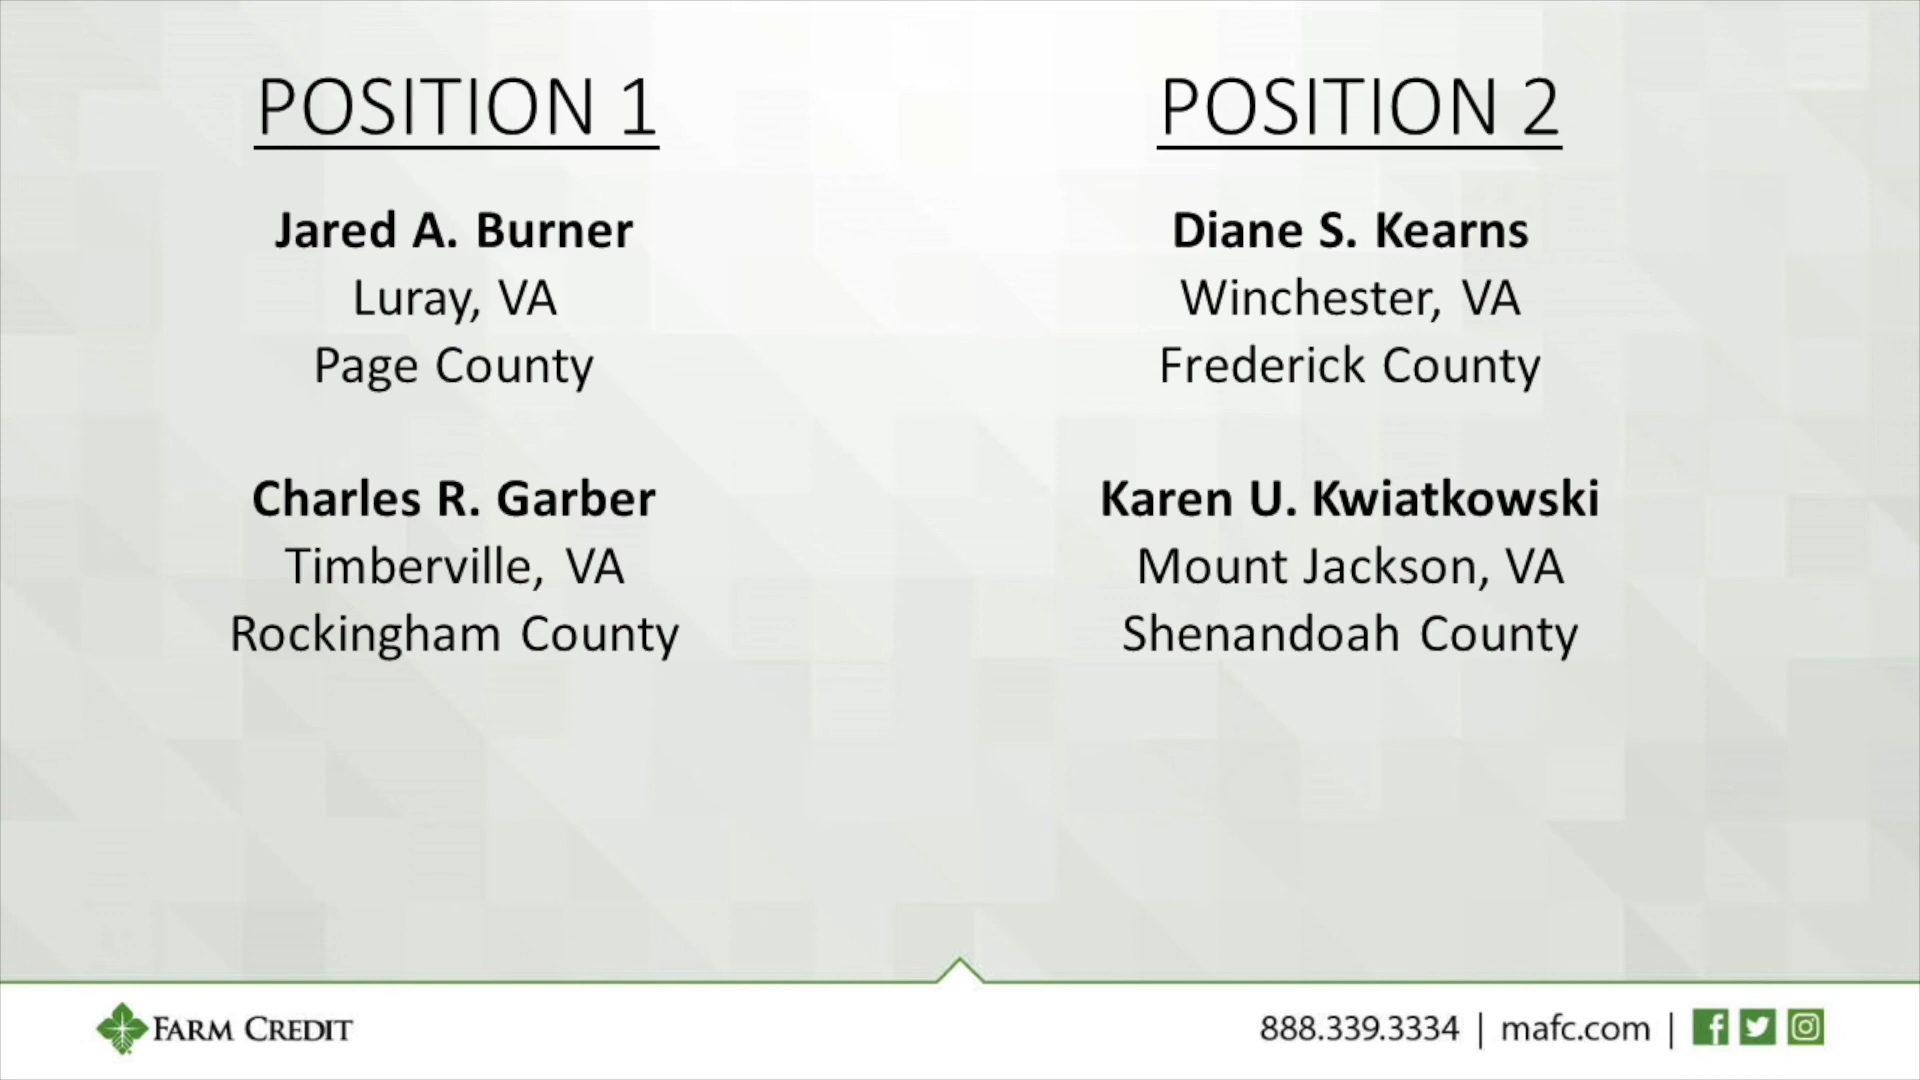 POSITION 1
Jared A. Burner
Luray, VA
Page County
Charles R. Garber
Timberville, VA
Rockingham County
POSITION 2
Diane S. Kearns
Winchester, VA
Frederick County
Karen U. Kwiatkowski
Mount Jackson, VA
Shenandoah County
FARM CREDIT
888.339.3334 | mafc.com |